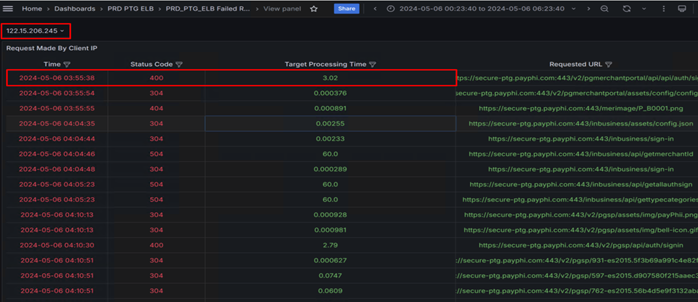 Home › Dashboards › PRD PTG ELB › PRD_PTG_ELB Failed R... › View panel Share 2024-05-06 00:23:40 to 2024-05-06 06:23:40
122.15.206.245
Request Made By Client IP
Time Status Code Target Processing Time Requested URL
2024-05-06 03:55:38 400 3.02 https://secure-ptg.payphi.com:443/v2/pgmerchantportal/api/api/auth/si
2024-05-06 03:55:54 304 0.000376 https://secure-ptg.payphi.com:443/v2/pgmerchantportal/assets/config/config
2024-05-06 03:55:55 404 0.000891 https://secure-ptg.payphi.com:443/merimage/P_B0001.png
2024-05-06 04:04:35 304 0.00255 https://secure-ptg.payphi.com:443/inbusiness/assets/config.json
2024-05-06 04:04:44 304 0.00233 https://secure-ptg.payphi.com:443/inbusiness/sign-in
2024-05-06 04:04:46 504 60.0 https://secure-ptg.payphi.com:443/inbusiness/api/getmerchantId
2024-05-06 04:04:48 304 0.000289 https://secure-ptg.payphi.com:443/inbusiness/sign-in
2024-05-06 04:05:23 504 60.0 https://secure-ptg.payphi.com:443/inbusiness/api/getallauthsign
2024-05-06 04:05:23 504 60.0 https://secure-ptg.payphi.com:443/inbusiness/api/gettypecategories
2024-05-06 04:10:13 304 0.000928 https://secure-ptg.payphi.com:443/v2/pgsp/assets/img/payPhii.png
2024-05-06 04:10:13 304 0.000981 https://secure-ptg.payphi.com:443/v2/pgsp/assets/img/bell-icon.gif
2024-05-06 04:10:30 400 2.79 https://secure-ptg.payphi.com:443/v2/pgsp/api/auth/signin
2024-05-06 04:10:51 304 0.000627 ://secure-ptg.payphi.com:443/v2/pgsp/931-es2015.5f3b69a991c4e82f
2024-05-06 04:10:51 304 0.0747 ://secure-ptg.payphi.com:443/v2/pgsp/597-es2015.d907580f215aaec3
2024-05-06 04:10:51 304 0.0609 ://secure-ptg.payphi.com:443/v2/pgsp/762-es2015.56b4d5e9f3132ab